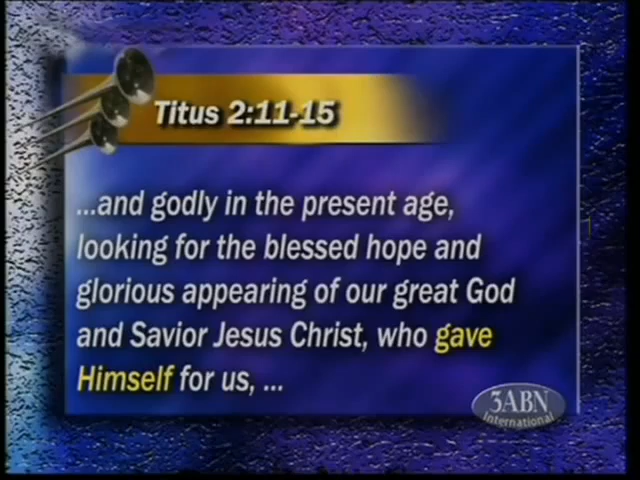 Titus 2:11-15
...and godly in the present age,
looking for the blessed hope and
glorious appearing of our great God
and Savior Jesus Christ, who gave
Himself for us, ...
3ABN
International